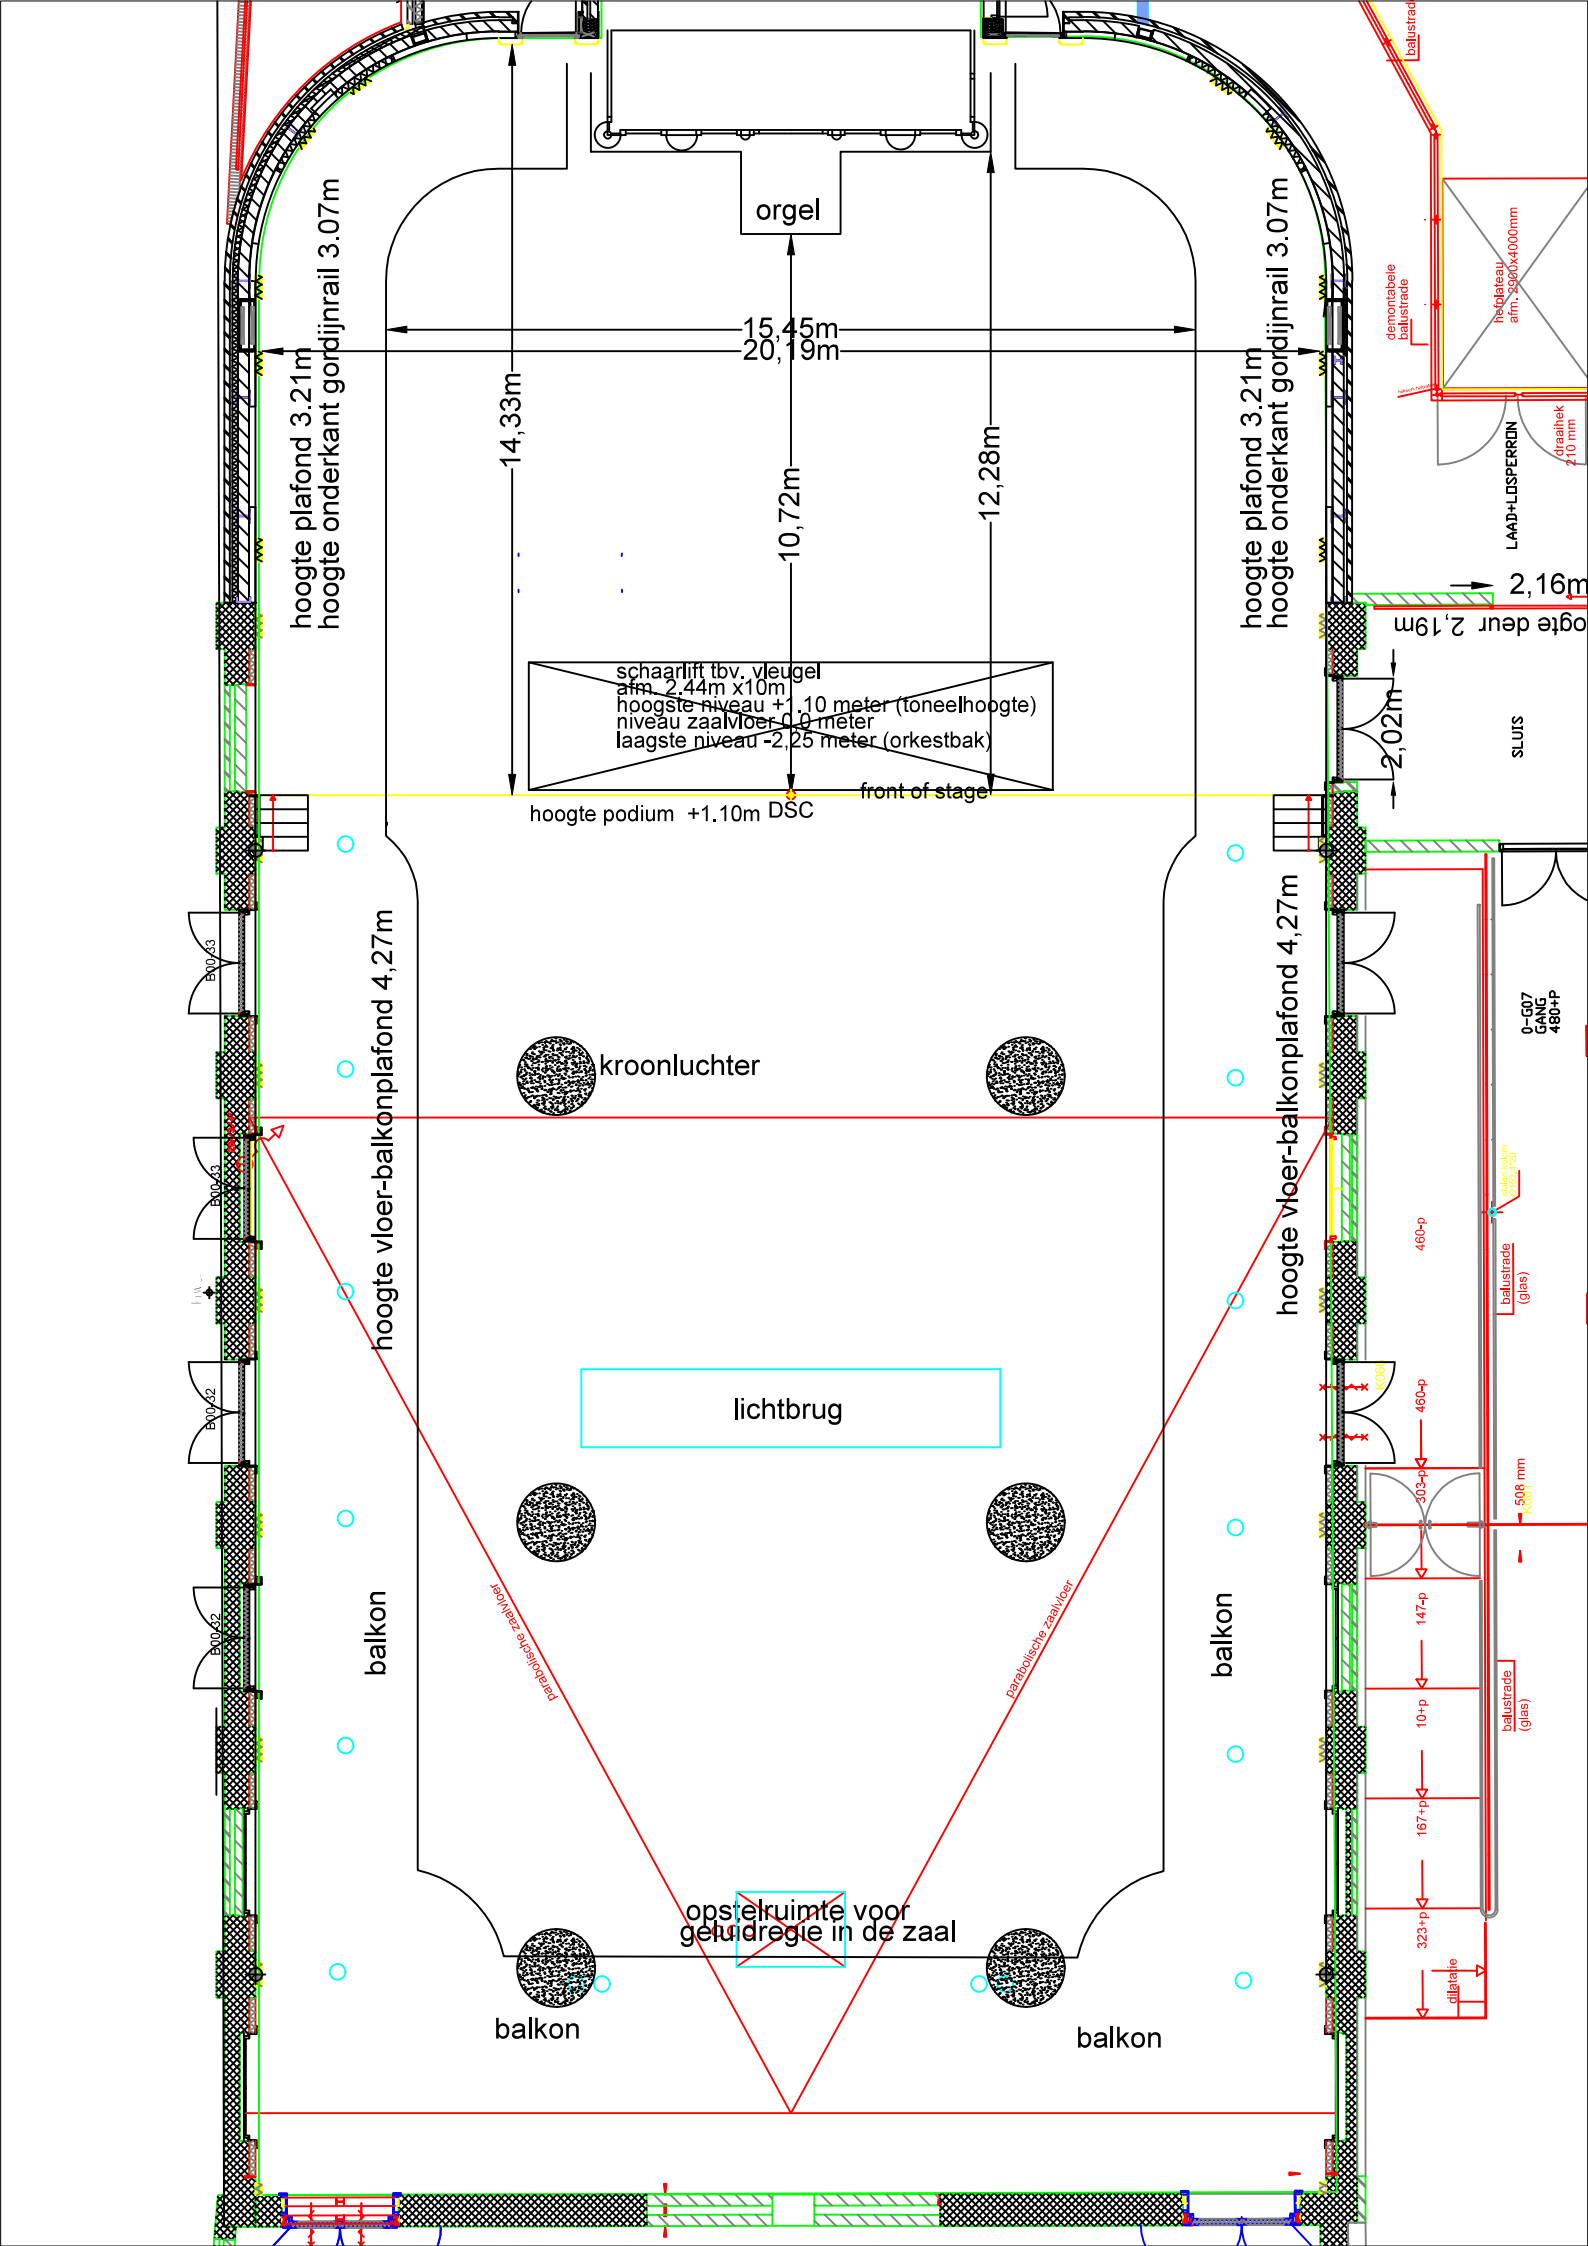 balustrade
orgel
hoogte plafond 3.21m
hoogte onderkant gordijnrail 3.07m
hoogte plafond 3.21m
hoogte onderkant gordijnrail 3.07m
15,45m
20,19m
14,33m
10,72m
12,28m
demontabele
balustrade
hefplateau
afm. 2900x4000mm
draaihek
210 mm
LAAD+LOSPERRON
2,16m
ogte deur 2,19m
2,02m
SLUIS
schaarlift tbv. vleugel
afm. 2.44m x10m
hoogste niveau +1.10 meter (toneelhoogte)
niveau zaalvloer 0.0 meter
laagste niveau -2,25 meter (orkestbak)
front of stage
hoogte podium +1.10m
DSC
B00-33
B00-33
B00-32
B00-32
hoogte vloer-balkonplafond 4,27m
hoogte vloer-balkonplafond 4,27m
kroonluchter
0-G07
GANG
480+P
460-p
balustrade
(glas)
lichtbrug
460-p
303-p
508 mm
147-p
10+p
167+p
323+p
balustrade
(glas)
dilatatie
parabolische zaalvloer
parabolische zaalvloer
balkon
balkon
opstelruimte voor
geluidregie in de zaal
balkon
balkon